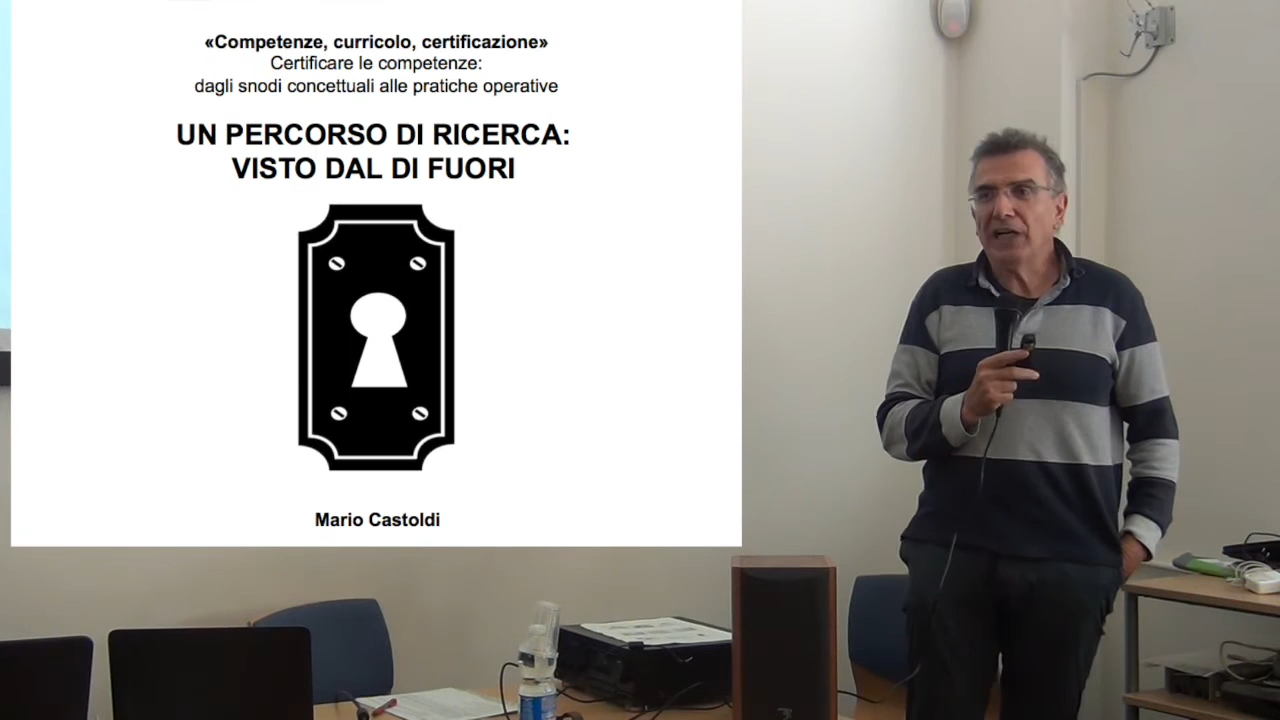 «Competenze, curricolo, certificazione»
Certificare le competenze:
dagli snodi concettuali alle pratiche operative
UN PERCORSO DI RICERCA:
VISTO DAL DI FUORI
Mario Castoldi